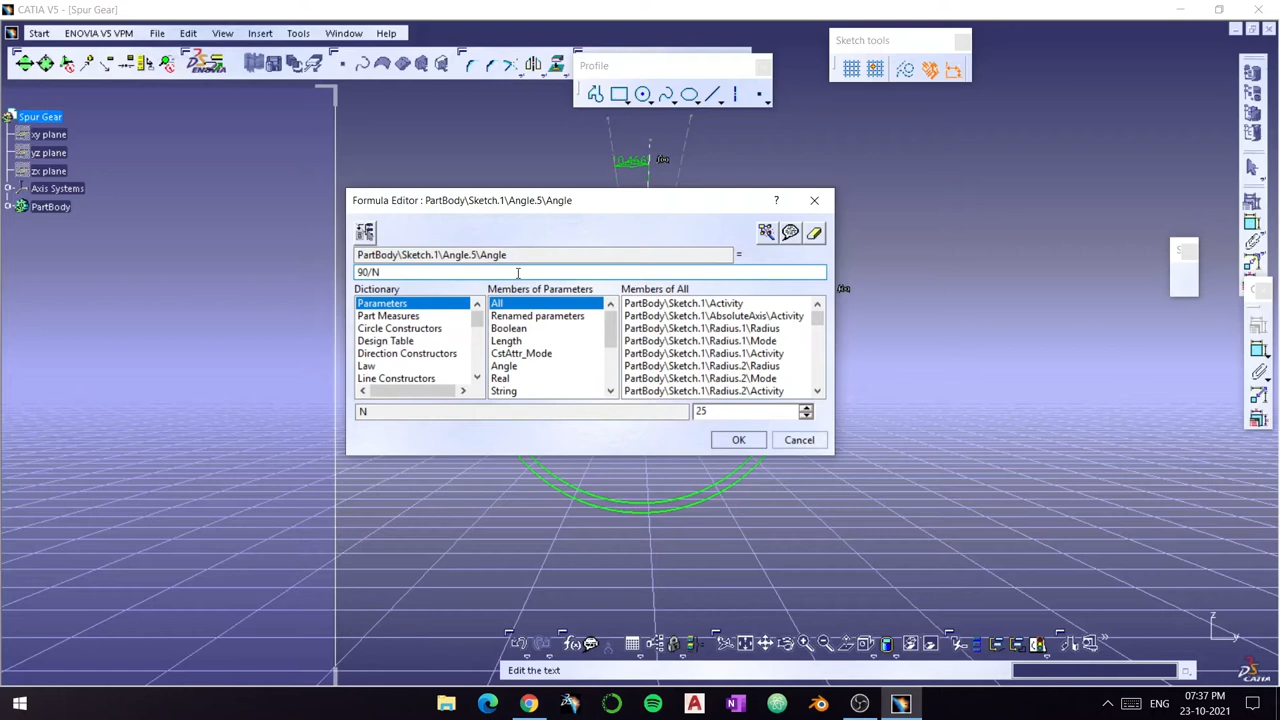 CATIA V5 - [Spur Gear]
Start ENOVIA V5 VPM File Edit View Insert Tools Window Help
Sketch tools
Profile
Spur Gear
xy plane
yz plane
zx plane
Axis Systems
PartBody
Formula Editor : PartBody\Sketch.1\Angle.5\Angle
?
PartBody\Sketch.1\Angle.5\Angle =
90/N
Dictionary Members of Parameters Members of All
Parameters All PartBody\Sketch.1\Activity
Part Measures Renamed parameters PartBody\Sketch.1\AbsoluteAxis\Activity
Circle Constructors Boolean PartBody\Sketch.1\Radius.1\Radius
Design Table Length PartBody\Sketch.1\Radius.1\Mode
Direction Constructors CstAttr_Mode PartBody\Sketch.1\Radius.1\Activity
Law Angle PartBody\Sketch.1\Radius.2\Radius
Line Constructors Real PartBody\Sketch.1\Radius.2\Mode
String PartBody\Sketch.1\Radius.2\Activity
N 25
OK Cancel
z
y
Edit the text
ENG
07:37 PM
23-10-2021